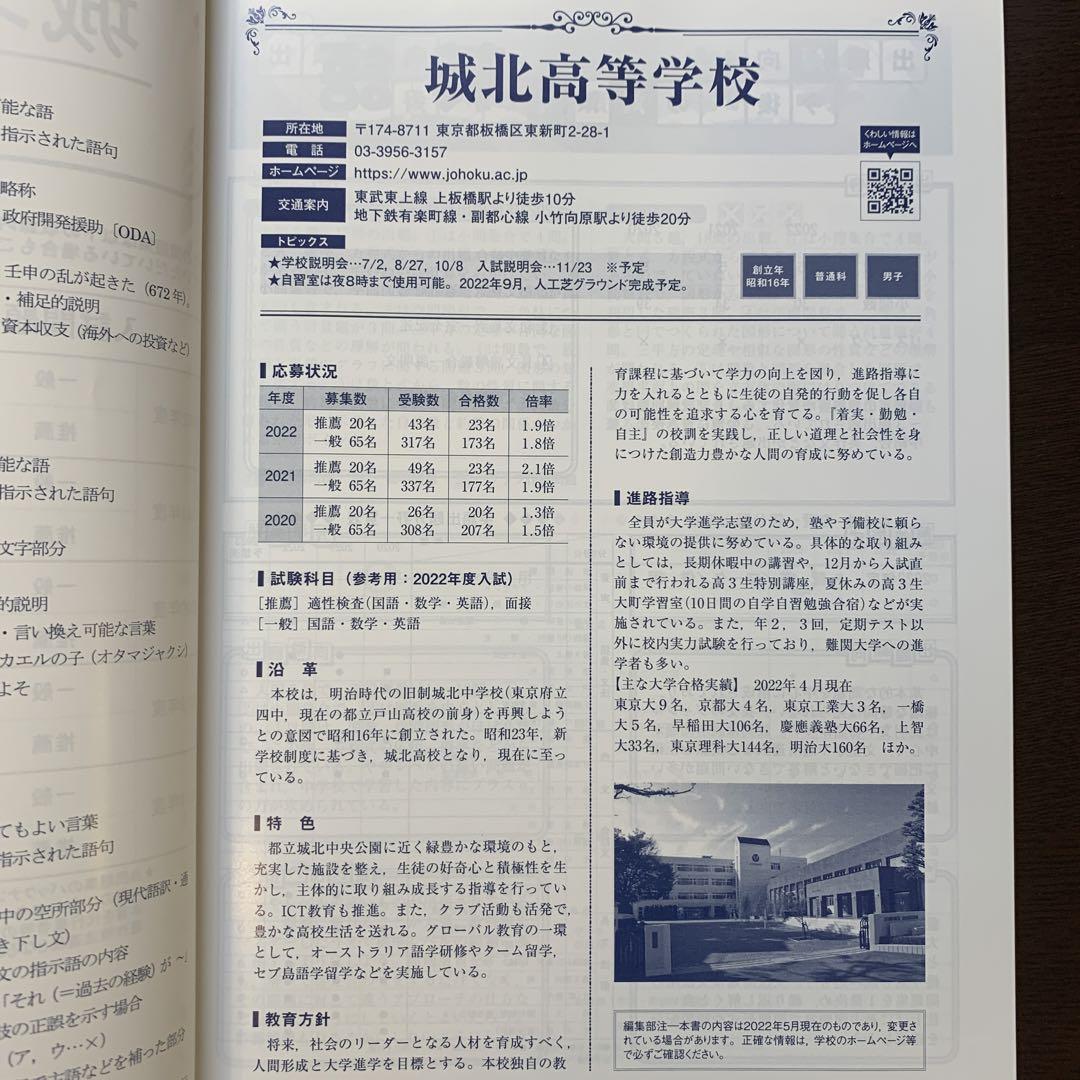 能な語
指示された語句
略称
政府開発援助〔ODA〕
壬申の乱が起きた（672年）。
・補足的説明
資本収支（海外への投資など）
能な語
指示された語句
文字部分
的説明
・言い換え可能な言葉
カエルの子（オタマジャクシ）
よそ
てもよい言葉
指示された語句
中の空所部分（現代語訳・通
き下し文）
文の指示語の内容
「それ（＝過去の経験）が～」
肢の正誤を示す場合
（ア，ウ…×）
で主語などを補った部分
城北高等学校
所在地 〒174-8711 東京都板橋区東新町2-28-1
電話 03-3956-3157
ホームページ https://www.johoku.ac.jp
交通案内 東武東上線 上板橋駅より徒歩10分
地下鉄有楽町線・副都心線 小竹向原駅より徒歩20分
くわしい情報は
ホームページへ
トピックス
★学校説明会…7/2, 8/27, 10/8 入試説明会…11/23 ※予定
★自習室は夜8時まで使用可能。2022年9月，人工芝グラウンド完成予定。
創立年
昭和16年
普通科
男子
応募状況
年度 募集数 受験数 合格数 倍率
2022 推薦 20名 43名 23名 1.9倍
一般 65名 317名 173名 1.8倍
2021 推薦 20名 49名 23名 2.1倍
一般 65名 337名 177名 1.9倍
2020 推薦 20名 26名 20名 1.3倍
一般 65名 308名 207名 1.5倍
試験科目（参考用：2022年度入試）
［推薦］ 適性検査（国語・数学・英語），面接
［一般］ 国語・数学・英語
沿 革
本校は，明治時代の旧制城北中学校（東京府立
四中，現在の都立戸山高校の前身）を再興しよう
との意図で昭和16年に創立された。昭和23年，新
学校制度に基づき，城北高校となり，現在に至っ
ている。
特 色
都立城北中央公園に近く緑豊かな環境のもと，
充実した施設を整え，生徒の好奇心と積極性を生
かし，主体的に取り組み成長する指導を行ってい
る。ICT教育も推進。また，クラブ活動も活発で，
豊かな高校生活を送れる。グローバル教育の一環
として，オーストラリア語学研修やターム留学，
セブ島語学留学などを実施している。
教育方針
将来，社会のリーダーとなる人材を育成すべく，
人間形成と大学進学を目標とする。本校独自の教
育課程に基づいて学力の向上を図り，進路指導に
力を入れるとともに生徒の自発的行動を促し各自
の可能性を追求する心を育てる。『着実・勤勉・
自主』の校訓を実践し，正しい道理と社会性を身
につけた創造力豊かな人間の育成に努めている。
進路指導
全員が大学進学志望のため，塾や予備校に頼ら
ない環境の提供に努めている。具体的な取り組み
としては，長期休暇中の講習や，12月から入試直
前まで行われる高３生特別講座，夏休みの高３生
大町学習室（10日間の自学自習勉強合宿）などが実
施されている。また，年２，３回，定期テスト以
外に校内実力試験を行っており，難関大学への進
学者も多い。
【主な大学合格実績】 2022年４月現在
東京大９名，京都大４名，東京工業大３名，一橋
大５名，早稲田大106名，慶應義塾大66名，上智
大33名，東京理科大144名，明治大160名 ほか。
編集部注―本書の内容は2022年5月現在のものであり，変更さ
れている場合があります。正確な情報は，学校のホームページ等
で必ずご確認ください。